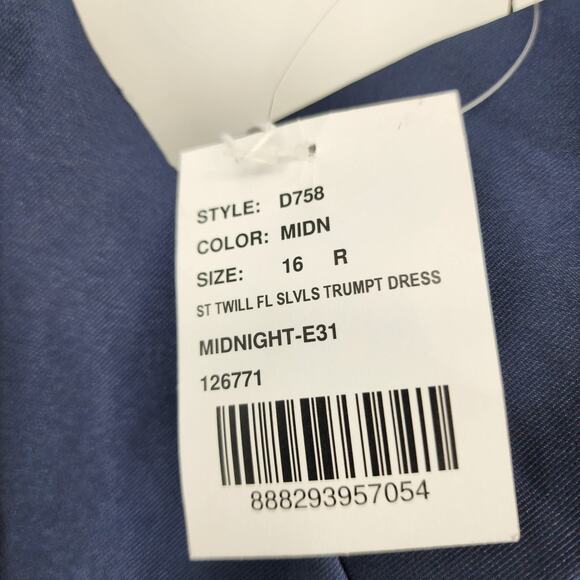 STYLE: D758
COLOR: MIDN
SIZE: 16 R
ST TWILL FL SLVLS TRUMPT DRESS
MIDNIGHT-E31
126771
888293957054